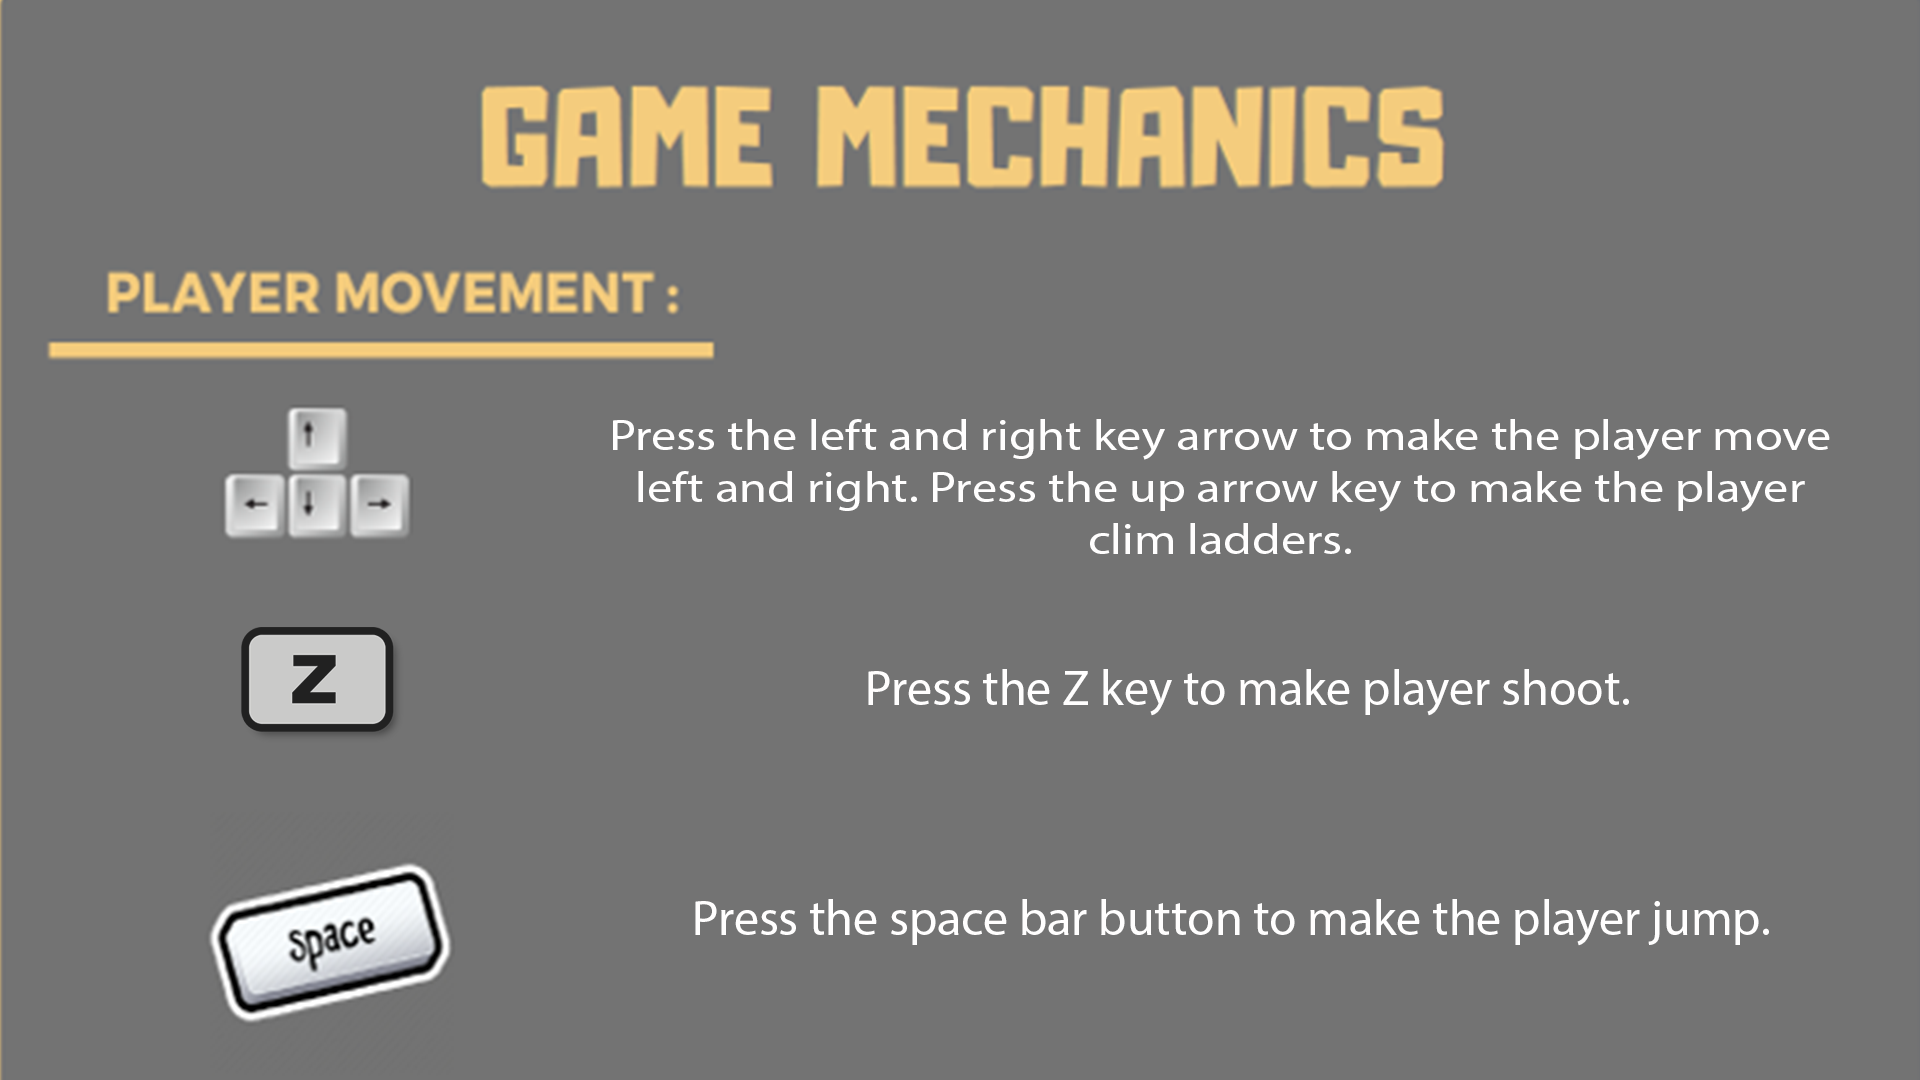 GAME MECHANICS
PLAYER MOVEMENT :
↑
← ↓ →
Press the left and right key arrow to make the player move
left and right. Press the up arrow key to make the player
clim ladders.
Z
Press the Z key to make player shoot.
space
Press the space bar button to make the player jump.